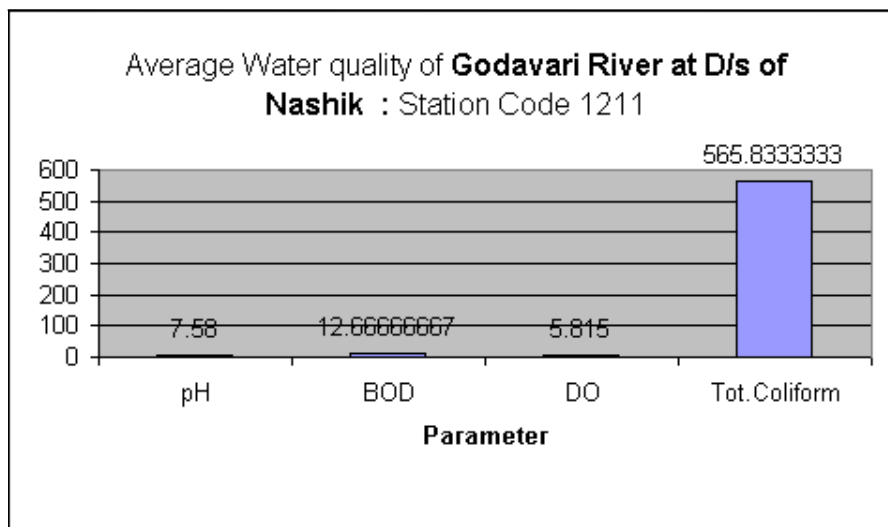 Average Water quality of Godavari River at D/s of
Nashik : Station Code 1211
565.8333333
600
500
400
300
200
100
0
7.58
12.66666667
5.815
pH
BOD
DO
Tot.Coliform
Parameter